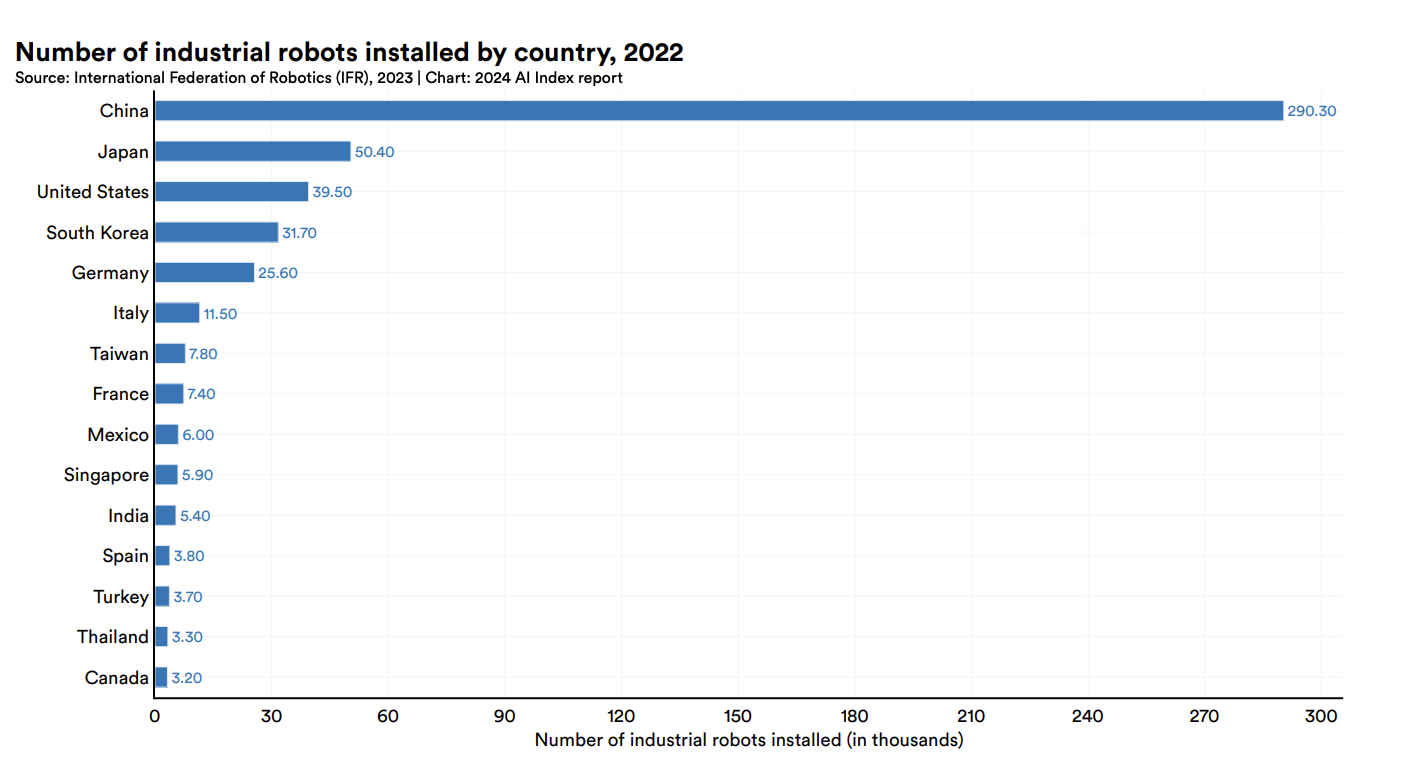 Number of industrial robots installed by country, 2022
Source: International Federation of Robotics (IFR), 2023 | Chart: 2024 AI Index report
China 290.30
Japan 50.40
United States 39.50
South Korea 31.70
Germany 25.60
Italy 11.50
Taiwan 7.80
France 7.40
Mexico 6.00
Singapore 5.90
India 5.40
Spain 3.80
Turkey 3.70
Thailand 3.30
Canada 3.20
0 30 60 90 120 150 180 210 240 270 300
Number of industrial robots installed (in thousands)